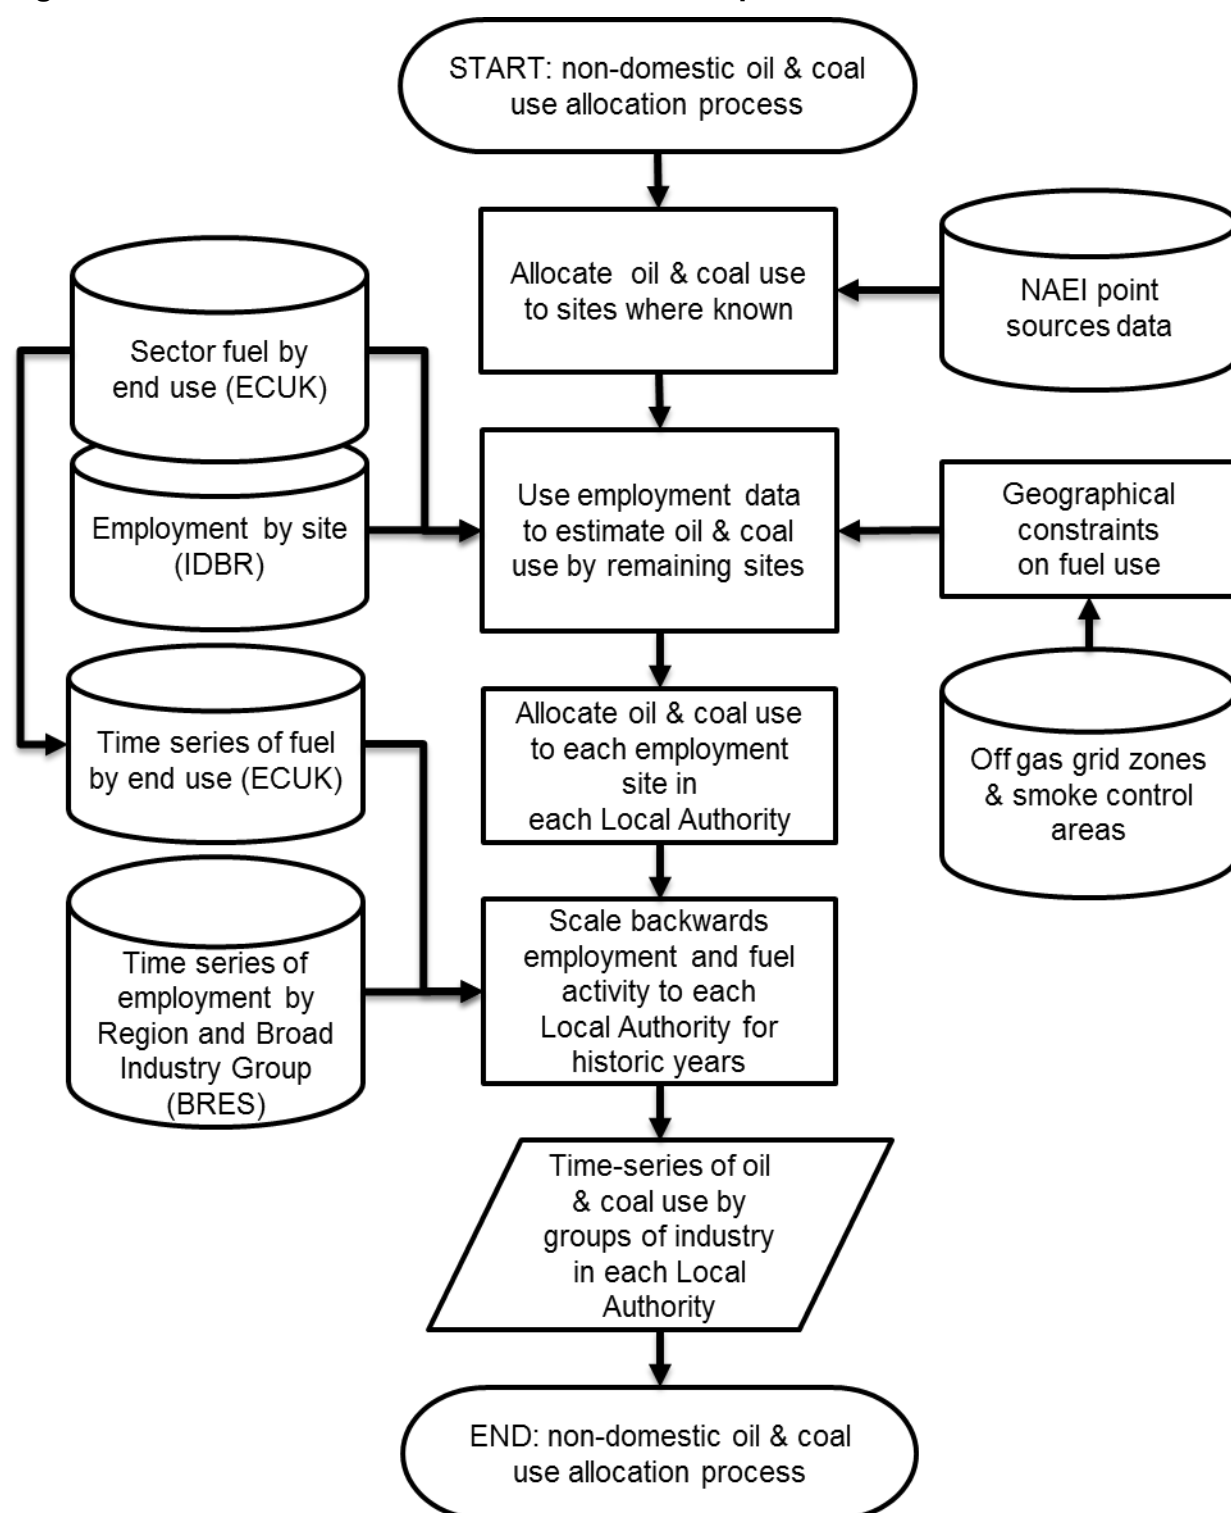 START: non-domestic oil & coal
use allocation process
Allocate oil & coal use
to sites where known
NAEI point
sources data
Sector fuel by
end use (ECUK)
Employment by site
(IDBR)
Use employment data
to estimate oil & coal
use by remaining sites
Geographical
constraints
on fuel use
Time series of fuel
by end use (ECUK)
Allocate oil & coal use
to each employment
site in
each Local Authority
Off gas grid zones
& smoke control
areas
Time series of
employment by
Region and Broad
Industry Group
(BRES)
Scale backwards
employment and fuel
activity to each
Local Authority for
historic years
Time-series of oil
& coal use by
groups of industry
in each Local
Authority
END: non-domestic oil & coal
use allocation process